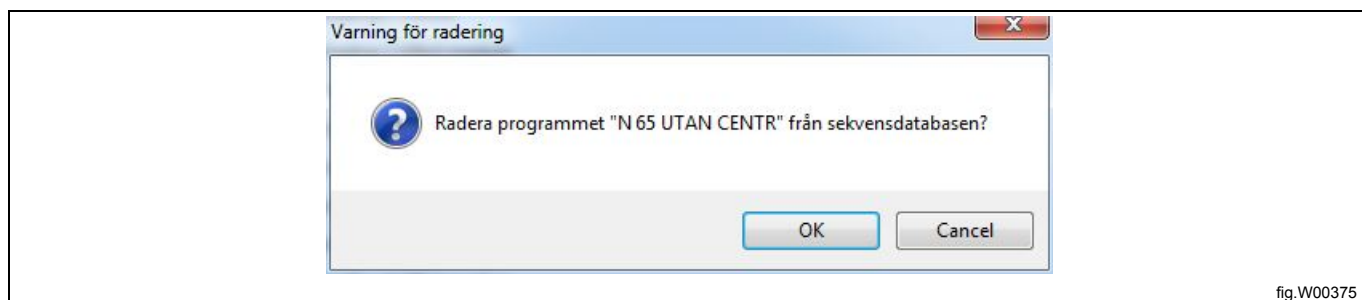 Varning för radering
Radera programmet "N 65 UTAN CENTR" från sekvensdatabasen?
OK
Cancel
fig.W00375